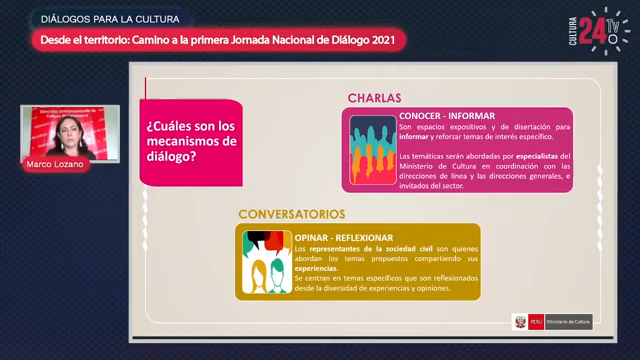 DIÁLOGOS PARA LA CULTURA
Desde el territorio: Camino a la primera Jornada Nacional de Diálogo 2021
CULTURA
24
TV
¿Cuáles son los
mecanismos de
diálogo?
CHARLAS
CONOCER - INFORMAR
Son espacios expositivos y de disertación para
informar y reforzar temas de interés específico.
Las temáticas serán abordadas por especialistas del
Ministerio de Cultura en coordinación con las
direcciones de línea y las direcciones generales, e
invitados del sector.
Marco Lozano
CONVERSATORIOS
OPINAR - REFLEXIONAR
Los representantes de la sociedad civil son quienes
abordan los temas propuestos compartiendo sus
experiencias.
Se centran en temas específicos que son reflexionados
desde la diversidad de experiencias y opiniones.
PERÚ
Ministerio de Cultura